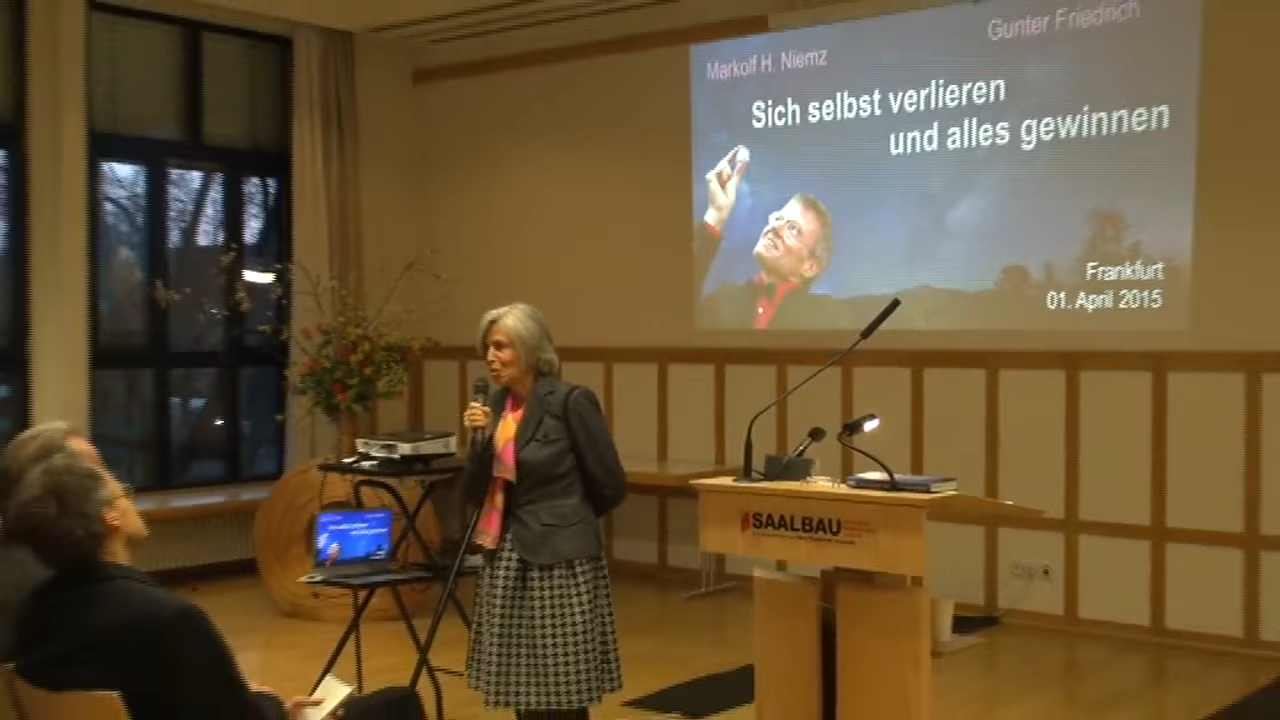 Gunter Friedrich
Markolf H. Niemz
Sich selbst verlieren
und alles gewinnen
Frankfurt
01. April 2015
SAALBAU